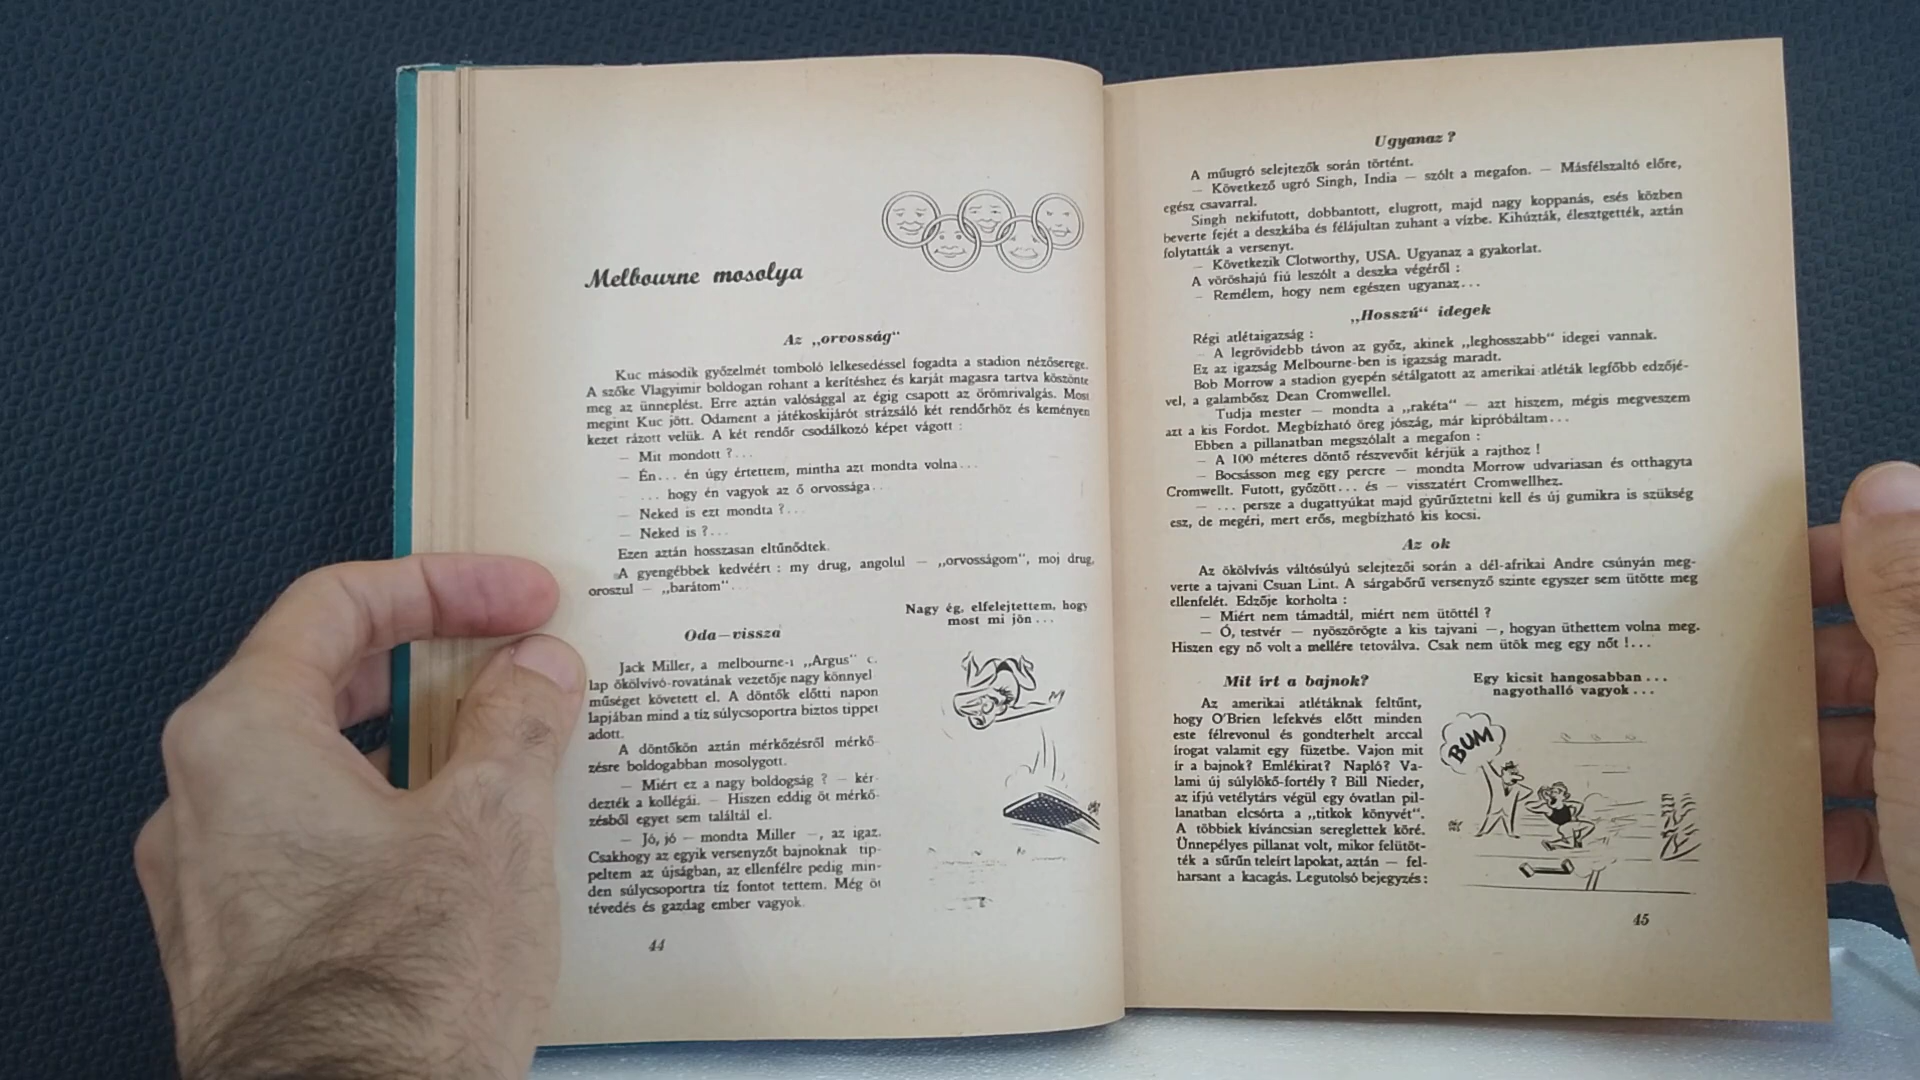 Melbourne mosolya
Az „orvosság“
Kuc második győzelmét tomboló lelkesedéssel fogadta a stadion nézőserege.
A szőke Vlagyimir boldogan rohant a kerítéshez és karját magasra tartva köszönte
meg az ünneplést. Erre aztán valósággal az égig csapott az örömrivalgás. Most
megint Kuc jött. Odament a játékoskijárót strázsáló két rendőrhöz és keményen
kezet rázott velük. A két rendőr csodálkozó képet vágott :
— Mit mondott ?...
— Én... én úgy értettem, mintha azt mondta volna...
... hogy én vagyok az ő orvossága..
— Neked is ezt mondta ?...
— Neked is ?...
Ezen aztán hosszasan eltűnődtek.
A gyengébbek kedvéért : my drug, angolul — „orvosságom“, moj drug,
oroszul — „barátom“...
Oda—vissza
Jack Miller, a melbourne-i „Argus“ c.
lap ökölvívó-rovatának vezetője nagy könnyel
műséget követett el. A döntők előtti napon
lapjában mind a tíz súlycsoportra biztos tippet
adott.
A döntőkön aztán mérkőzésről mérkő-
zésre boldogabban mosolygott.
— Miért ez a nagy boldogság ? — kér-
dezték a kollégái. — Hiszen eddig öt mérkő-
zésből egyet sem találtál el.
— Jó, jó — mondta Miller —, az igaz.
Csakhogy az egyik versenyzőt bajnoknak tip-
peltem az újságban, az ellenfélre pedig min-
den súlycsoportra tíz fontot tettem. Még öt
tévedés és gazdag ember vagyok.
Nagy ég, elfelejtettem, hogy
most mi jön...
44
Ugyanaz ?
A műugró selejtezők során történt.
— Következő ugró Singh, India — szólt a megafon. — Másfélszaltó előre,
egész csavarral.
Singh nekifutott, dobbantott, elugrott, majd nagy koppanás, esés közben
beverte fejét a deszkába és félájultan zuhant a vízbe. Kihúzták, élesztgették, aztán
folytatták a versenyt.
— Következik Clotworthy, USA. Ugyanaz a gyakorlat.
A vöröshajú fiú leszólt a deszka végéről :
— Remélem, hogy nem egészen ugyanaz...
„Hosszú“ idegek
Régi atlétaigazság :
— A legrövidebb távon az győz, akinek „leghosszabb“ idegei vannak.
Ez az igazság Melbourne-ben is igazság maradt.
Bob Morrow a stadion gyepén sétálgatott az amerikai atléták legfőbb edzőjé-
vel, a galambősz Dean Cromwellel.
Tudja mester — mondta a „rakéta“ — azt hiszem, mégis megveszem
azt a kis Fordot. Megbízható öreg jószág, már kipróbáltam...
Ebben a pillanatban megszólalt a megafon :
— A 100 méteres döntő részvevőit kérjük a rajthoz !
— Bocsásson meg egy percre — mondta Morrow udvariasan és otthagyta
Cromwellt. Futott, győzött... és — visszatért Cromwellhez.
— ... persze a dugattyúkat majd gyűrűztetni kell és új gumikra is szükség
esz, de megéri, mert erős, megbízható kis kocsi.
Az ok
Az ökölvívás váltósúlyú selejtezői során a dél-afrikai Andre csúnyán meg-
verte a tajvani Csuan Lint. A sárgabőrű versenyző szinte egyszer sem ütötte meg
ellenfelét. Edzője korholta :
— Miért nem támadtál, miért nem ütöttél ?
— Ó, testvér — nyöszörögte a kis tajvani —, hogyan üthettem volna meg.
Hiszen egy nő volt a mellére tetoválva. Csak nem ütök meg egy nőt !...
Mit írt a bajnok?
Az amerikai atlétáknak feltűnt,
hogy O'Brien lefekvés előtt minden
este félrevonul és gondterhelt arccal
írogat valamit egy füzetbe. Vajon mit
ír a bajnok? Emlékirat? Napló? Va-
lami új súlylökő-fortély ? Bill Nieder,
az ifjú vetélytárs végül egy óvatlan pil-
lanatban elcsórta a „titkok könyvét“.
A többiek kíváncsian sereglettek köré.
Ünnepélyes pillanat volt, mikor felütöt-
ték a sűrűn teleírt lapokat, aztán — fel-
harsant a kacagás. Legutolsó bejegyzés :
Egy kicsit hangosabban...
nagyothalló vagyok...
BUM
45